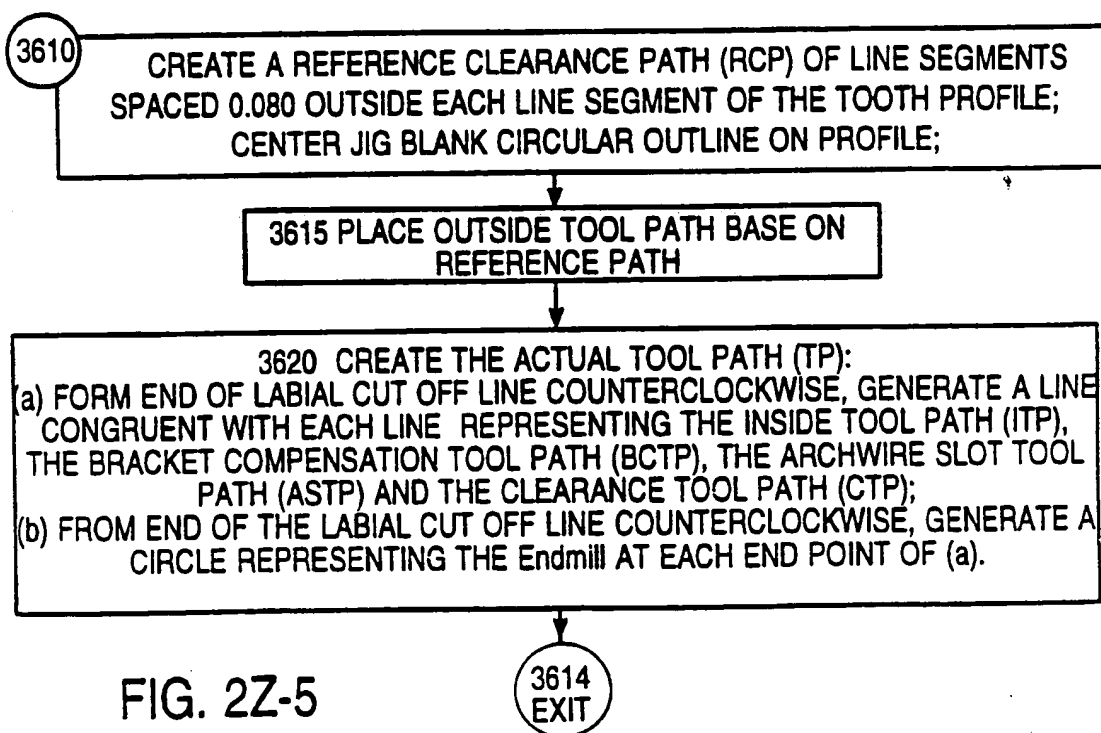 3610
CREATE A REFERENCE CLEARANCE PATH (RCP) OF LINE SEGMENTS
SPACED 0.080 OUTSIDE EACH LINE SEGMENT OF THE TOOTH PROFILE;
CENTER JIG BLANK CIRCULAR OUTLINE ON PROFILE;
3615 PLACE OUTSIDE TOOL PATH BASE ON
REFERENCE PATH
3620 CREATE THE ACTUAL TOOL PATH (TP):
(a) FORM END OF LABIAL CUT OFF LINE COUNTERCLOCKWISE, GENERATE A LINE
CONGRUENT WITH EACH LINE REPRESENTING THE INSIDE TOOL PATH (ITP),
THE BRACKET COMPENSATION TOOL PATH (BCTP), THE ARCHWIRE SLOT TOOL
PATH (ASTP) AND THE CLEARANCE TOOL PATH (CTP);
(b) FROM END OF THE LABIAL CUT OFF LINE COUNTERCLOCKWISE, GENERATE A
CIRCLE REPRESENTING THE Endmill AT EACH END POINT OF (a).
3614
EXIT
FIG. 2Z-5